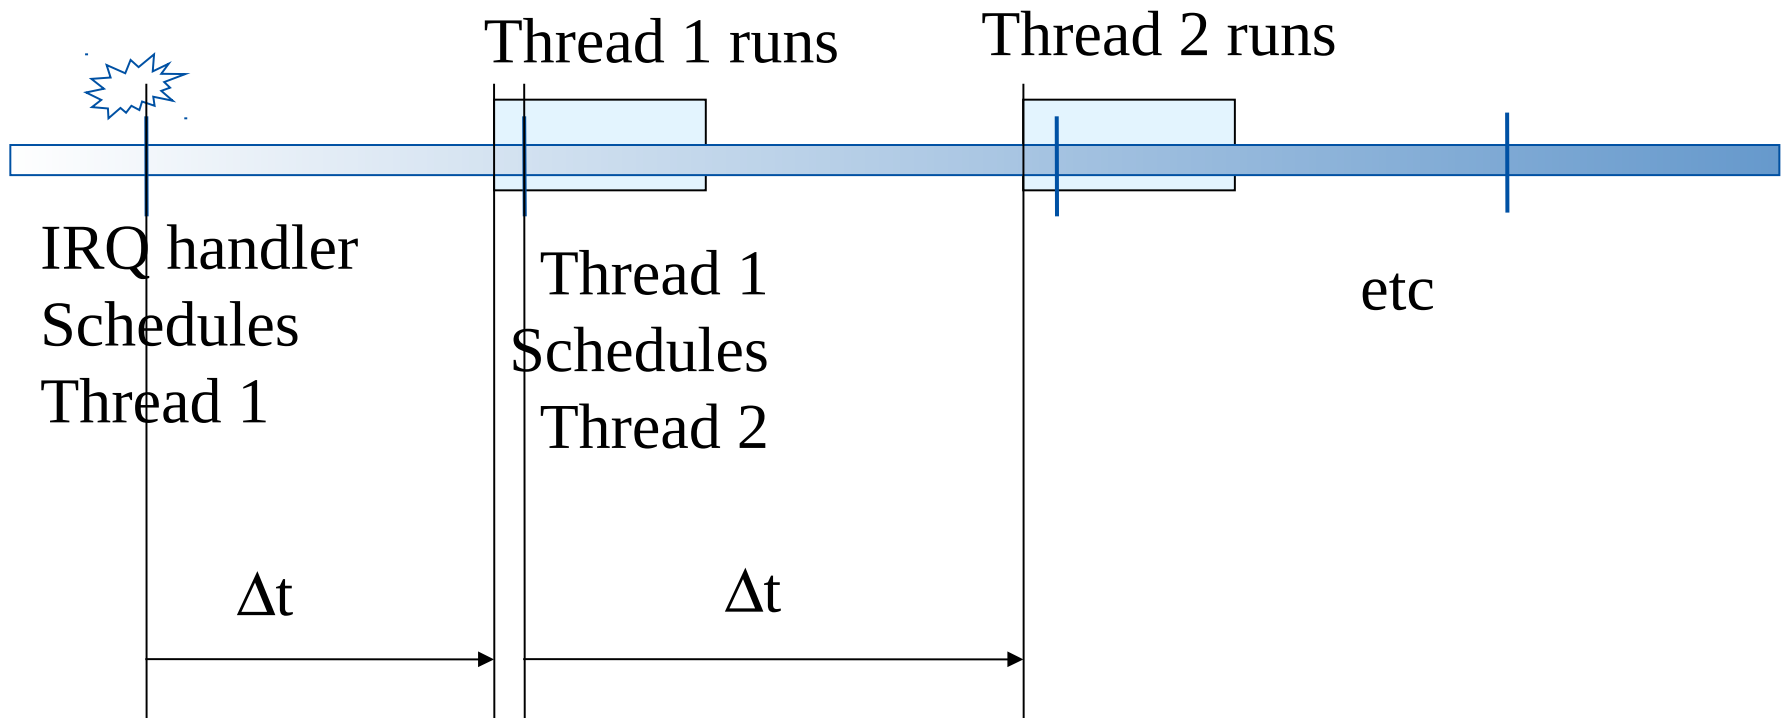 Thread 1 runs
Thread 2 runs
IRQ handler
Schedules
Thread 1
Thread 1
Schedules
Thread 2
etc
Δt
Δt